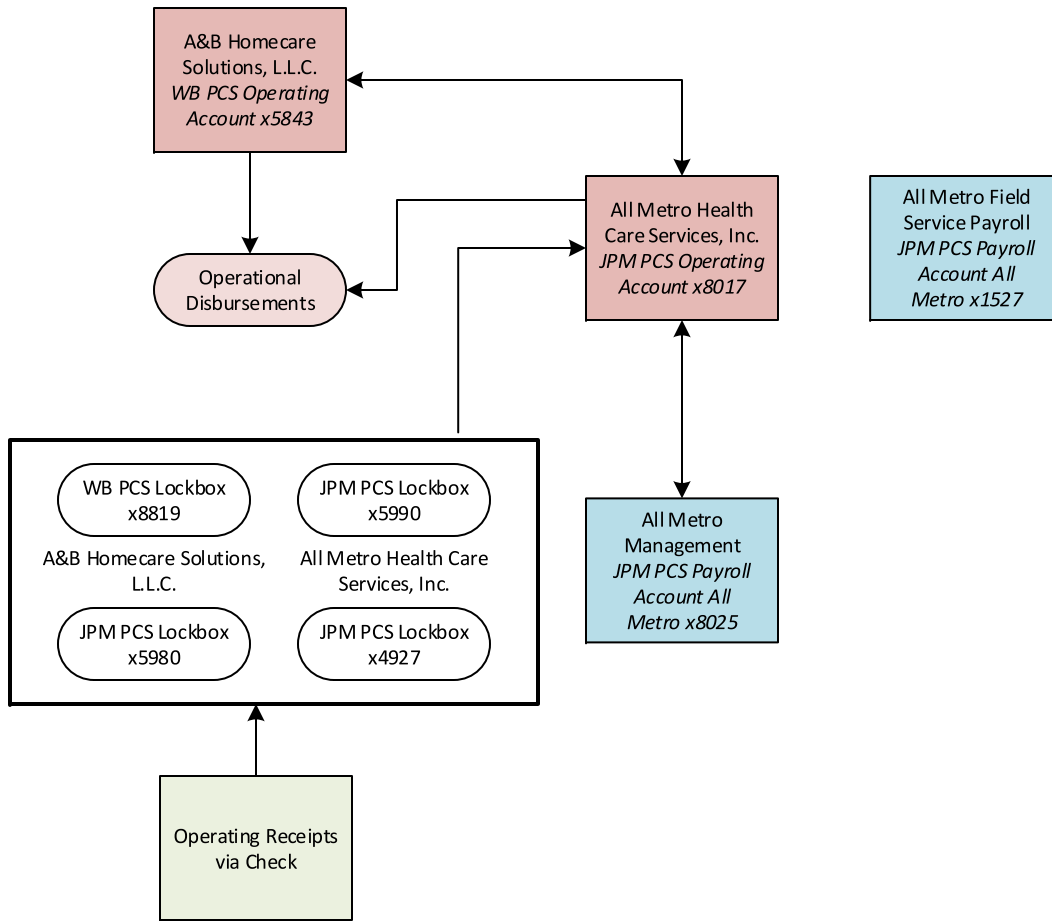 A&B Homecare
Solutions, L.L.C.
WB PCS Operating
Account x5843
All Metro Health
Care Services, Inc.
JPM PCS Operating
Account x8017
All Metro Field
Service Payroll
JPM PCS Payroll
Account All
Metro x1527
Operational
Disbursements
WB PCS Lockbox
x8819
JPM PCS Lockbox
x5990
A&B Homecare Solutions,
L.L.C.
All Metro Health Care
Services, Inc.
JPM PCS Lockbox
x5980
JPM PCS Lockbox
x4927
All Metro
Management
JPM PCS Payroll
Account All
Metro x8025
Operating Receipts
via Check